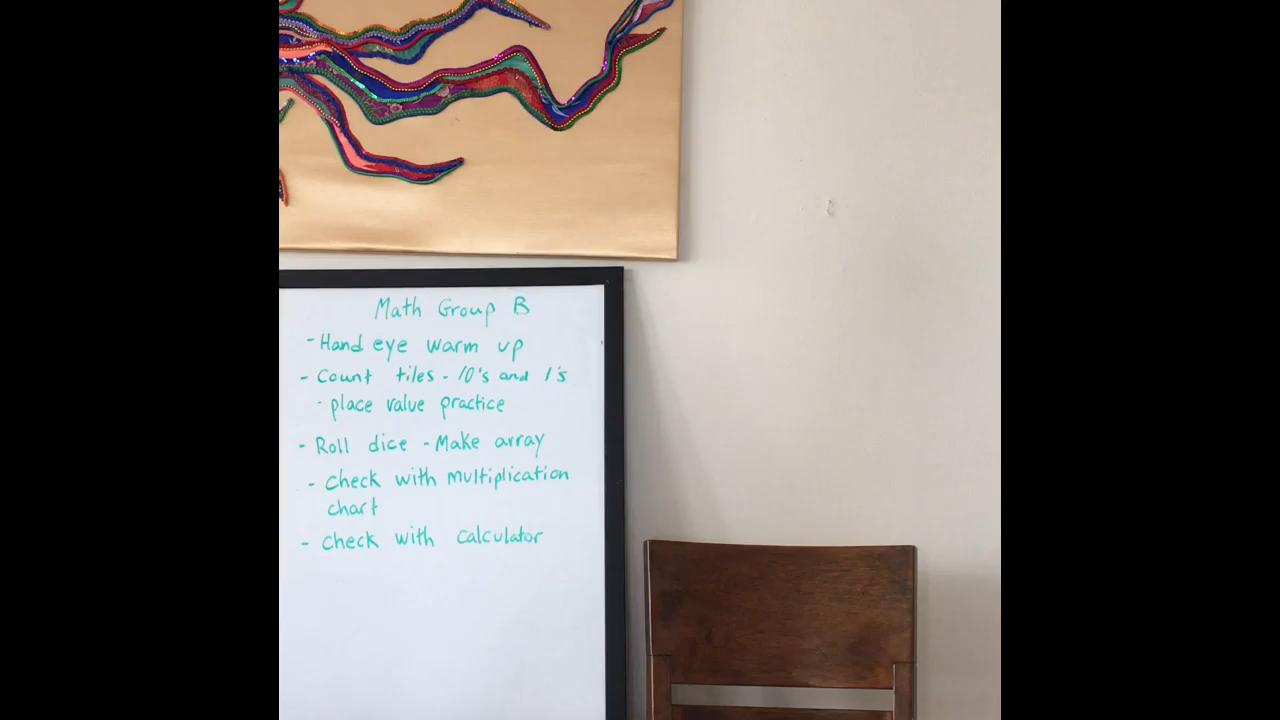 Math Group B
- Hand eye warm up
- Count tiles - 10's and 1's
- place value practice
- Roll dice - Make array
- check with multiplication
chart
- check with calculator